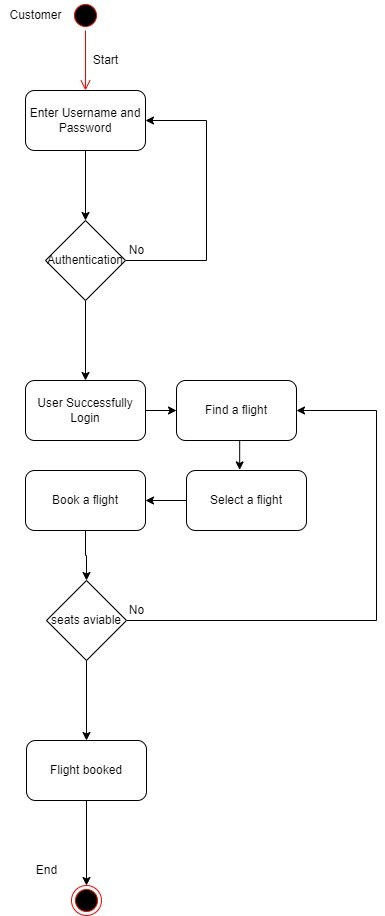 Customer
Start
Enter Username and
Password
Authentication
No
User Successfully
Login
Find a flight
Book a flight
Select a flight
seats aviable
No
Flight booked
End